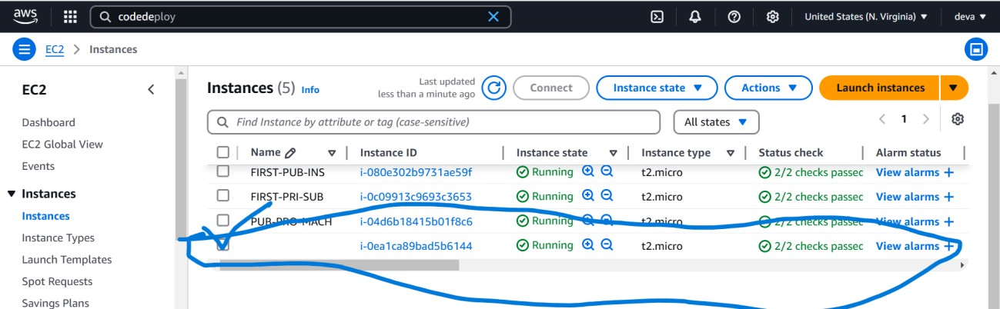 aws codedeploy United States (N. Virginia) deva
EC2 > Instances
EC2
Dashboard
EC2 Global View
Events
Instances
Instances
Instance Types
Launch Templates
Spot Requests
Savings Plans
Instances (5) Info
Last updated
less than a minute ago
Connect Instance state Actions Launch instances
Find Instance by attribute or tag (case-sensitive) All states 1
Name Instance ID Instance state Instance type Status check Alarm status
FIRST-PUB-INS i-080e302b9731ae59f Running t2.micro 2/2 checks passec View alarms +
FIRST-PRI-SUB i-0c09913c9693c3653 Running t2.micro 2/2 checks passec View alarms +
PUB-PRO-MACH i-04d6b18415b01f8c6 Running t2.micro 2/2 checks passec View alarms +
i-0ea1ca89bad5b6144 Running t2.micro 2/2 checks passec View alarms +